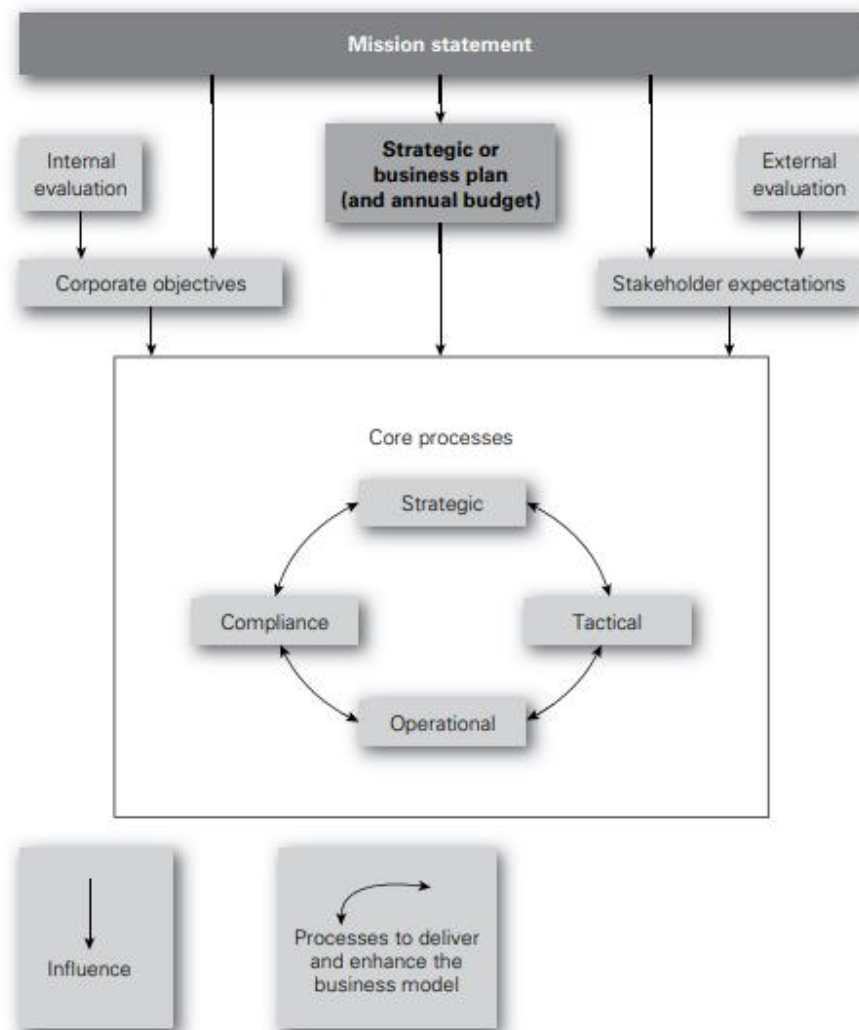 Mission statement
Internal
evaluation
Strategic or
business plan
(and annual budget)
External
evaluation
Corporate objectives
Stakeholder expectations
Core processes
Strategic
Compliance
Tactical
Operational
Influence
Processes to deliver
and enhance the
business model